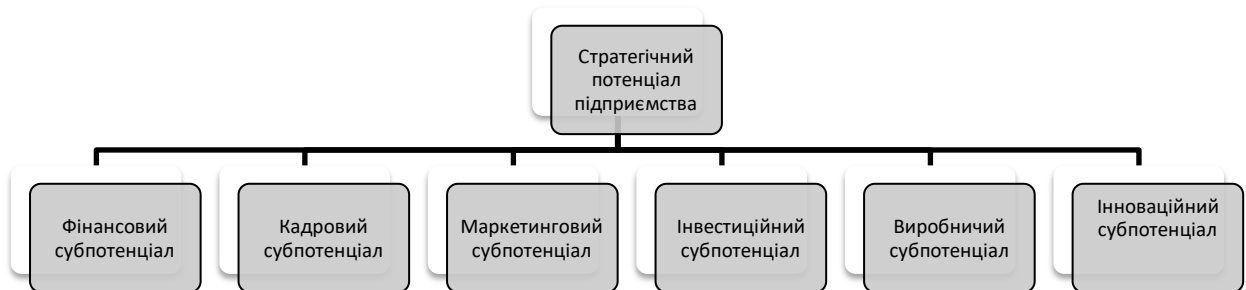 Стратегічний
потенціал
підприємства
Фінансовий
субпотенціал
Кадровий
субпотенціал
Маркетинговий
субпотенціал
Інвестиційний
субпотенціал
Виробничий
субпотенціал
Інноваційний
субпотенціал